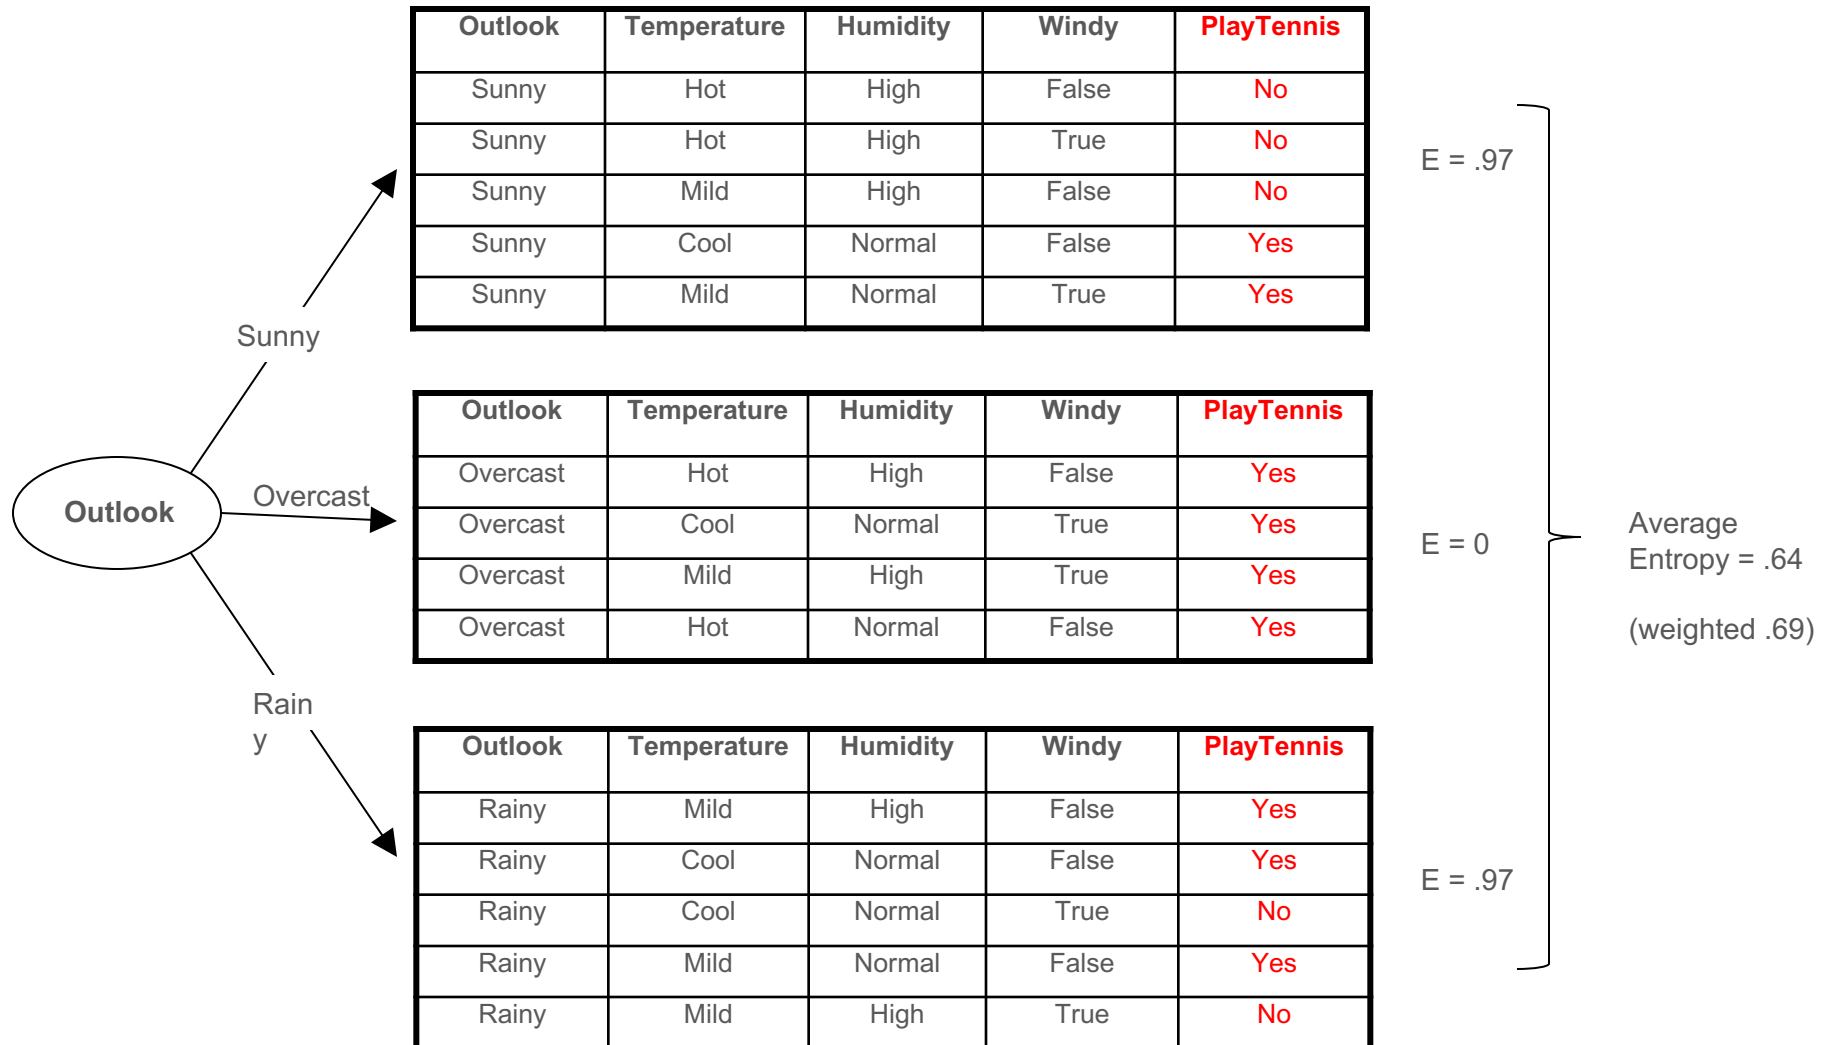 Outlook Temperature Humidity Windy PlayTennis
Sunny Hot High False No
Sunny Hot High True No
Sunny Mild High False No
Sunny Cool Normal False Yes
Sunny Mild Normal True Yes
E = .97
Sunny
Outlook Temperature Humidity Windy PlayTennis
Overcast Hot High False Yes
Overcast Cool Normal True Yes
Overcast Mild High True Yes
Overcast Hot Normal False Yes
E = 0
Outlook
Overcast
Average
Entropy = .64
(weighted .69)
Rain
y
Outlook Temperature Humidity Windy PlayTennis
Rainy Mild High False Yes
Rainy Cool Normal False Yes
Rainy Cool Normal True No
Rainy Mild Normal False Yes
Rainy Mild High True No
E = .97